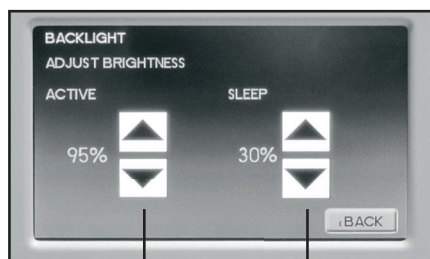 BACKLIGHT
ADJUST BRIGHTNESS
ACTIVE SLEEP
95% 30%
‹BACK